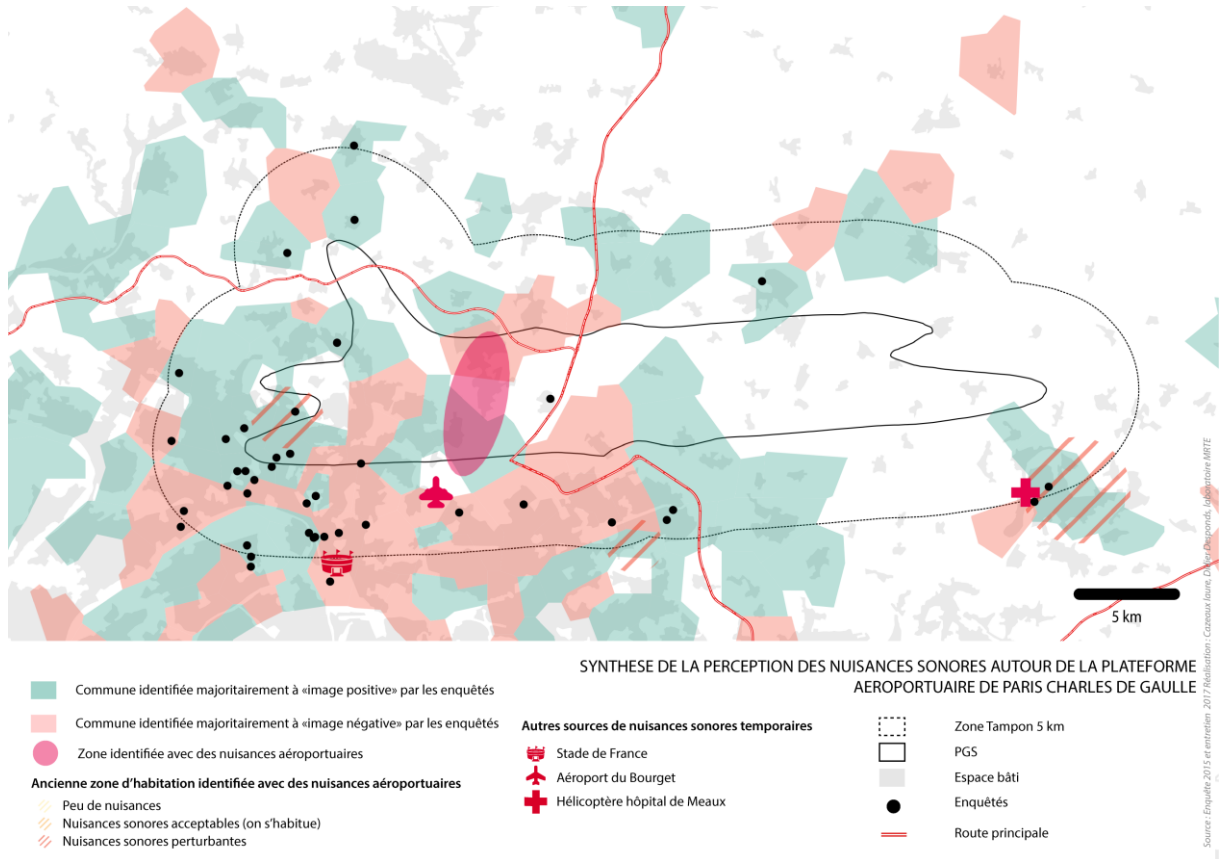 5 km
SYNTHESE DE LA PERCEPTION DES NUISANCES SONORES AUTOUR DE LA PLATEFORME
AEROPORTUAIRE DE PARIS CHARLES DE GAULLE
Commune identifiée majoritairement à «image positive» par les enquêtés
Commune identifiée majoritairement à «image négative» par les enquêtés
Zone identifiée avec des nuisances aéroportuaires
Ancienne zone d'habitation identifiée avec des nuisances aéroportuaires
Peu de nuisances
Nuisances sonores acceptables (on s'habitue)
Nuisances sonores perturbantes
Autres sources de nuisances sonores temporaires
Stade de France
Aéroport du Bourget
Hélicoptère hôpital de Meaux
Zone Tampon 5 km
PGS
Espace bâti
Enquêtés
Route principale
Source : Enquête 2015 et entretien 2017 Réalisation : Cazeaux laure, Didier Desponds, laboratoire MRTE